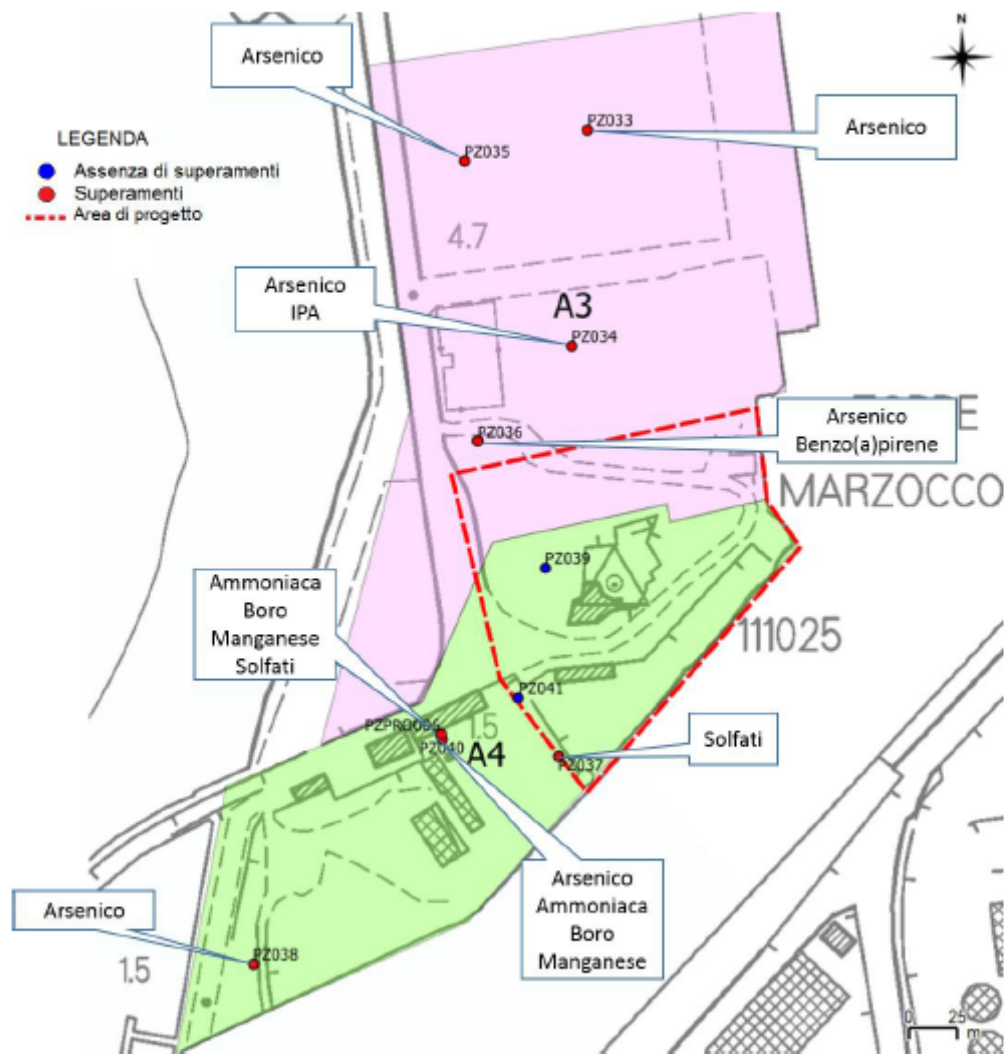 N
Arsenico
PZ033
Arsenico
PZ035
LEGENDA
Assenza di superamenti
Superamenti
Area di progetto
4.7
Arsenico
IPA
A3
PZ034
Arsenico
Benzo(a)pirene
PZ036
MARZOCCO
PZ039
Ammoniaca
Boro
Manganese
Solfati
111025
PZ041
1.5
PZ040
A4
Solfati
PZ037
Arsenico
Ammoniaca
Boro
Manganese
Arsenico
PZ038
1.5
0 25
m